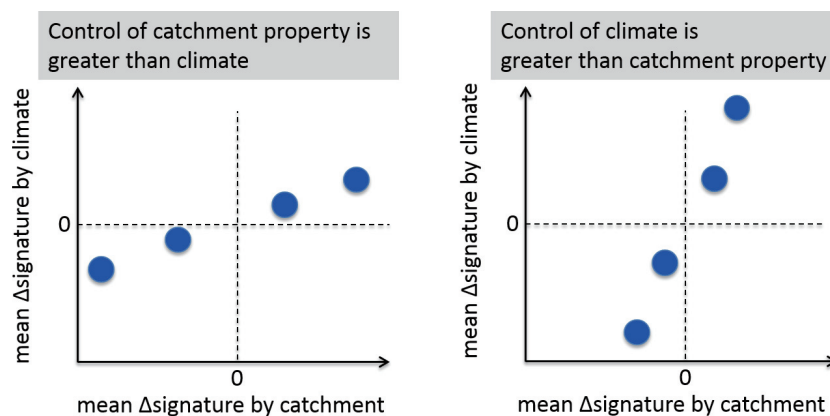 Control of catchment property is
greater than climate
mean Δsignature by climate
0
0
mean Δsignature by catchment
Control of climate is
greater than catchment property
mean Δsignature by climate
0
0
mean Δsignature by catchment